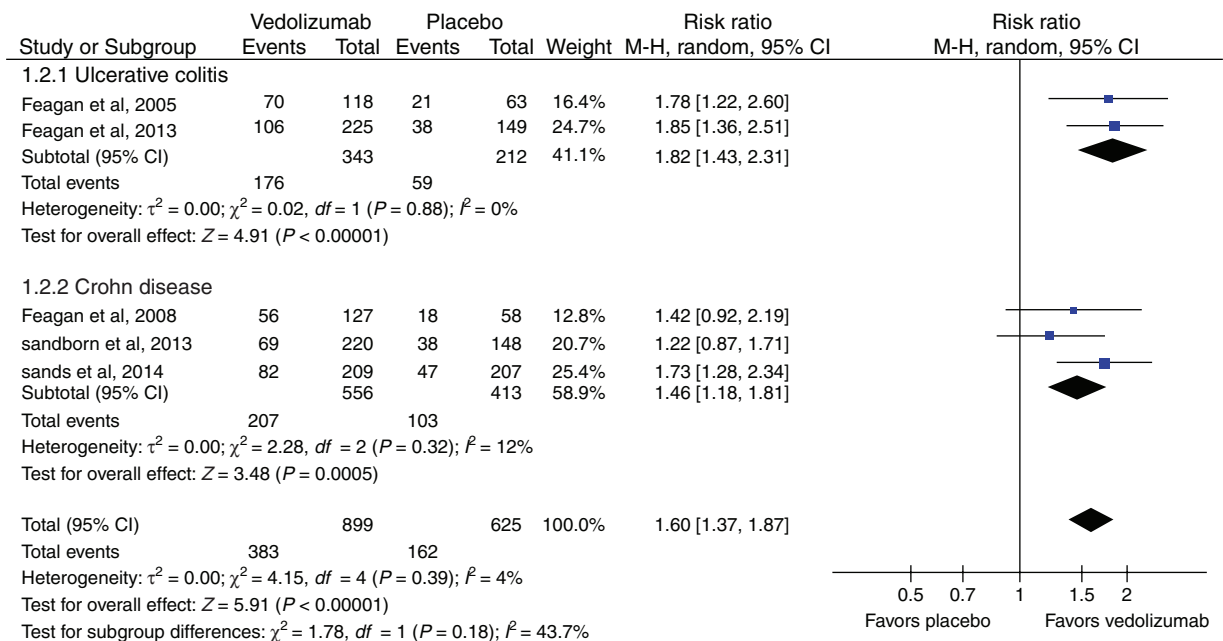 Vedolizumab Placebo Risk ratio Risk ratio
Study or Subgroup Events Total Events Total Weight M-H, random, 95% CI M-H, random, 95% CI
1.2.1 Ulcerative colitis
Feagan et al, 2005 70 118 21 63 16.4% 1.78 [1.22, 2.60]
Feagan et al, 2013 106 225 38 149 24.7% 1.85 [1.36, 2.51]
Subtotal (95% CI) 343 212 41.1% 1.82 [1.43, 2.31]
Total events 176 59
Heterogeneity: τ² = 0.00; χ² = 0.02, df = 1 (P = 0.88); I² = 0%
Test for overall effect: Z = 4.91 (P < 0.00001)
1.2.2 Crohn disease
Feagan et al, 2008 56 127 18 58 12.8% 1.42 [0.92, 2.19]
sandborn et al, 2013 69 220 38 148 20.7% 1.22 [0.87, 1.71]
sands et al, 2014 82 209 47 207 25.4% 1.73 [1.28, 2.34]
Subtotal (95% CI) 556 413 58.9% 1.46 [1.18, 1.81]
Total events 207 103
Heterogeneity: τ² = 0.00; χ² = 2.28, df = 2 (P = 0.32); I² = 12%
Test for overall effect: Z = 3.48 (P = 0.0005)
Total (95% CI) 899 625 100.0% 1.60 [1.37, 1.87]
Total events 383 162
Heterogeneity: τ² = 0.00; χ² = 4.15, df = 4 (P = 0.39); I² = 4%
Test for overall effect: Z = 5.91 (P < 0.00001)
Test for subgroup differences: χ² = 1.78, df = 1 (P = 0.18); I² = 43.7%
0.5 0.7 1 1.5 2
Favors placebo Favors vedolizumab